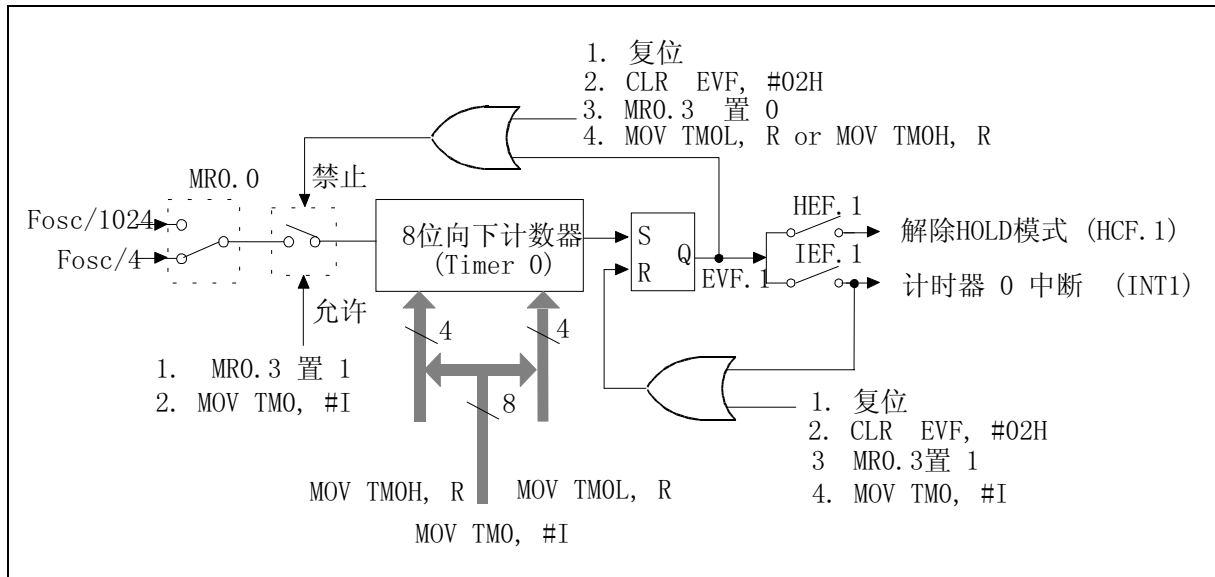 1. 复位
2. CLR EVF, #02H
3. MR0.3 置 0
4. MOV TM0L, R or MOV TM0H, R
MR0.0
禁止
Fosc/1024
Fosc/4
8位向下计数器
(Timer 0)
S
R
Q
EVF.1
HEF.1
IEF.1
解除HOLD模式 (HCF.1)
计时器 0 中断 (INT1)
允许
4
4
8
1. MR0.3 置 1
2. MOV TM0, #I
1. 复位
2. CLR EVF, #02H
3 MR0.3置 1
4. MOV TM0, #I
MOV TM0H, R
MOV TM0L, R
MOV TM0, #I